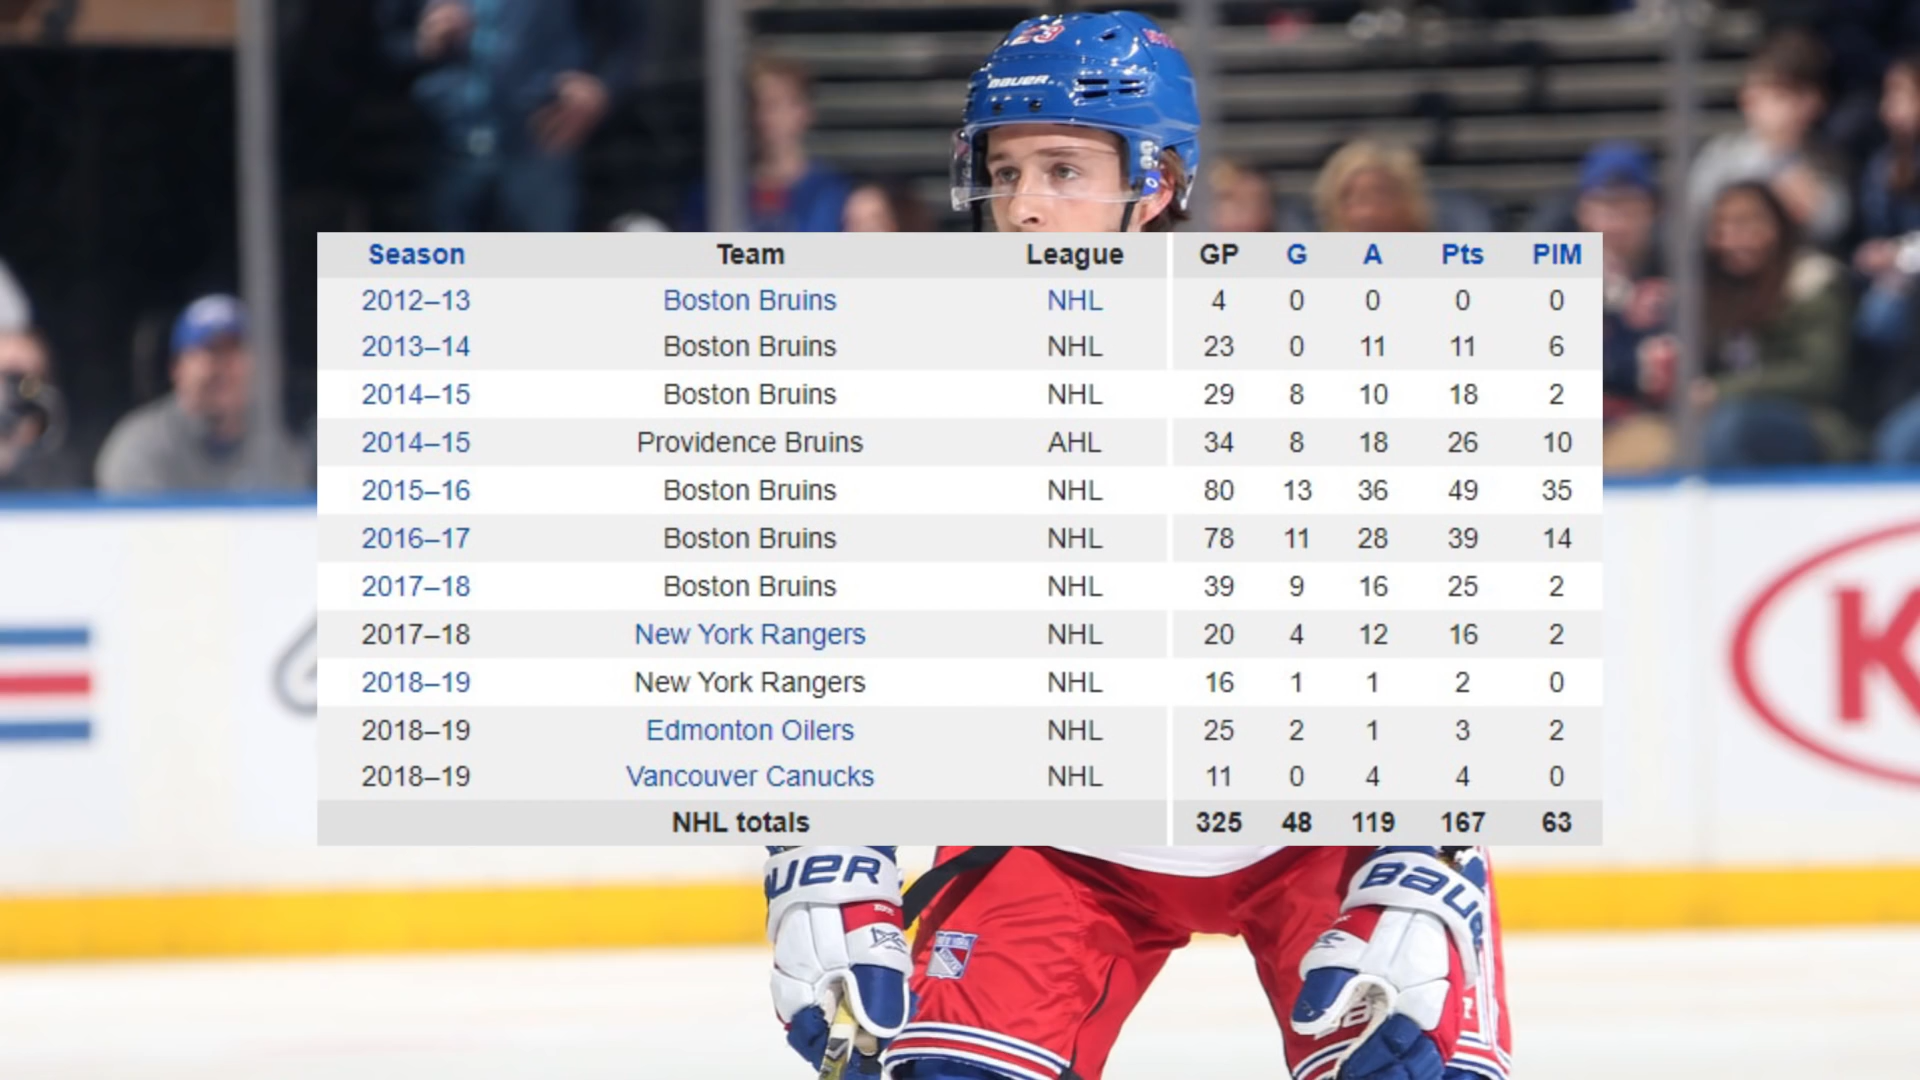 23
BAUER
Season Team League GP G A Pts PIM
2012–13 Boston Bruins NHL 4 0 0 0 0
2013–14 Boston Bruins NHL 23 0 11 11 6
2014–15 Boston Bruins NHL 29 8 10 18 2
2014–15 Providence Bruins AHL 34 8 18 26 10
2015–16 Boston Bruins NHL 80 13 36 49 35
2016–17 Boston Bruins NHL 78 11 28 39 14
2017–18 Boston Bruins NHL 39 9 16 25 2
2017–18 New York Rangers NHL 20 4 12 16 2
2018–19 New York Rangers NHL 16 1 1 2 0
2018–19 Edmonton Oilers NHL 25 2 1 3 2
2018–19 Vancouver Canucks NHL 11 0 4 4 0
NHL totals 325 48 119 167 63
K
UER
BAUE